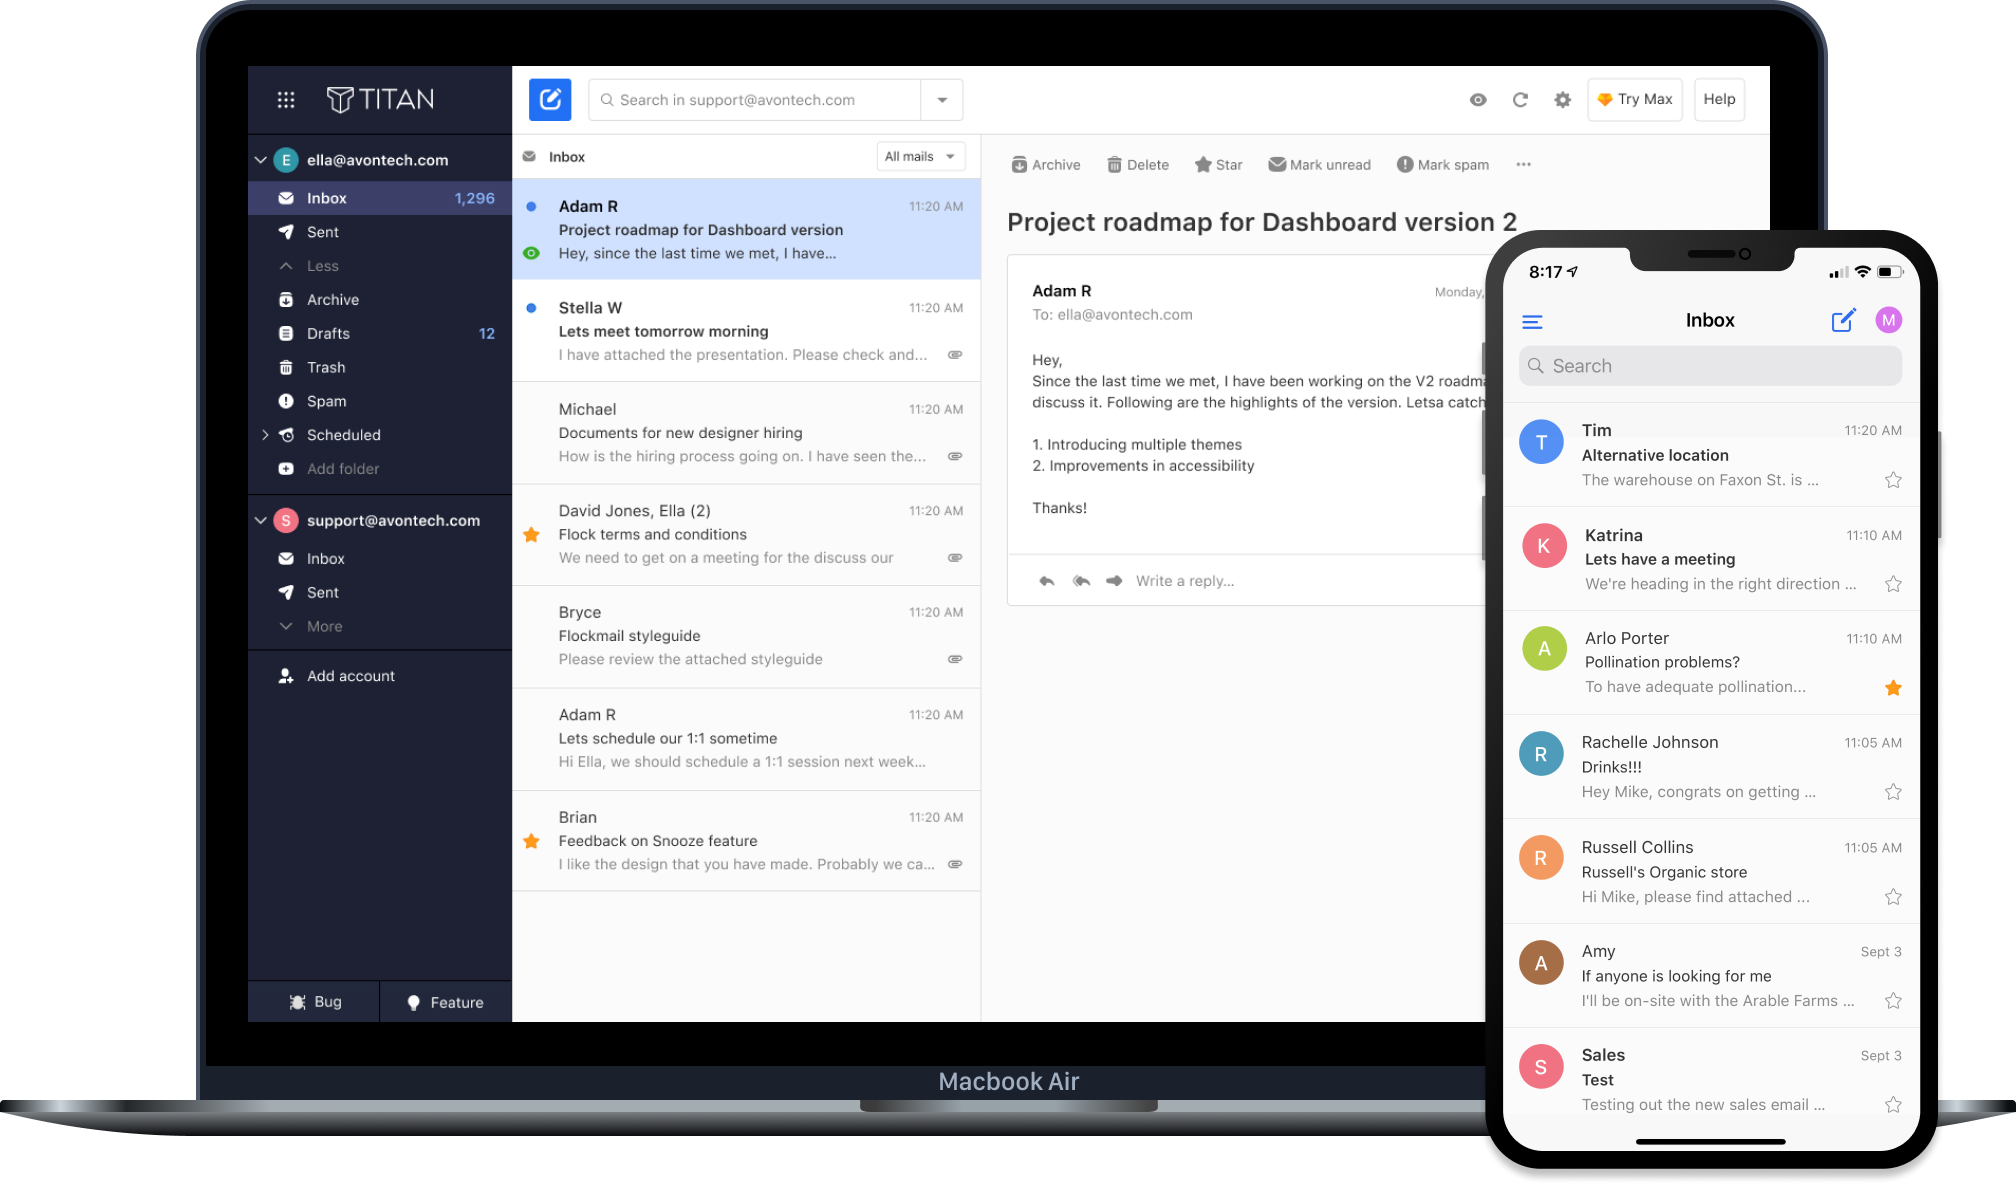 TITAN
ella@avontech.com
Inbox 1,296
Sent
Less
Archive
Drafts 12
Trash
Spam
Scheduled
Add folder
support@avontech.com
Inbox
Sent
More
Add account
Bug
Feature
Search in support@avontech.com
Try Max
Help
Inbox
All mails
Adam R 11:20 AM
Project roadmap for Dashboard version
Hey, since the last time we met, I have...
Stella W 11:20 AM
Lets meet tomorrow morning
I have attached the presentation. Please check and...
Michael 11:20 AM
Documents for new designer hiring
How is the hiring process going on. I have seen the...
David Jones, Ella (2) 11:20 AM
Flock terms and conditions
We need to get on a meeting for the discuss our
Bryce 11:20 AM
Flockmail styleguide
Please review the attached styleguide
Adam R 11:20 AM
Lets schedule our 1:1 sometime
Hi Ella, we should schedule a 1:1 session next week...
Brian 11:20 AM
Feedback on Snooze feature
I like the design that you have made. Probably we ca...
Archive Delete Star Mark unread Mark spam
Project roadmap for Dashboard version 2
Adam R Monday,
To: ella@avontech.com
Hey,
Since the last time we met, I have been working on the V2 roadma
discuss it. Following are the highlights of the version. Letsa catch
1. Introducing multiple themes
2. Improvements in accessibility
Thanks!
Write a reply...
Macbook Air
8:17
Inbox
M
Search
T
Tim 11:20 AM
Alternative location
The warehouse on Faxon St. is ...
K
Katrina 11:10 AM
Lets have a meeting
We're heading in the right direction ...
A
Arlo Porter 11:10 AM
Pollination problems?
To have adequate pollination...
R
Rachelle Johnson 11:05 AM
Drinks!!!
Hey Mike, congrats on getting ...
R
Russell Collins 11:05 AM
Russell's Organic store
Hi Mike, please find attached ...
A
Amy Sept 3
If anyone is looking for me
I'll be on-site with the Arable Farms ...
S
Sales Sept 3
Test
Testing out the new sales email ...